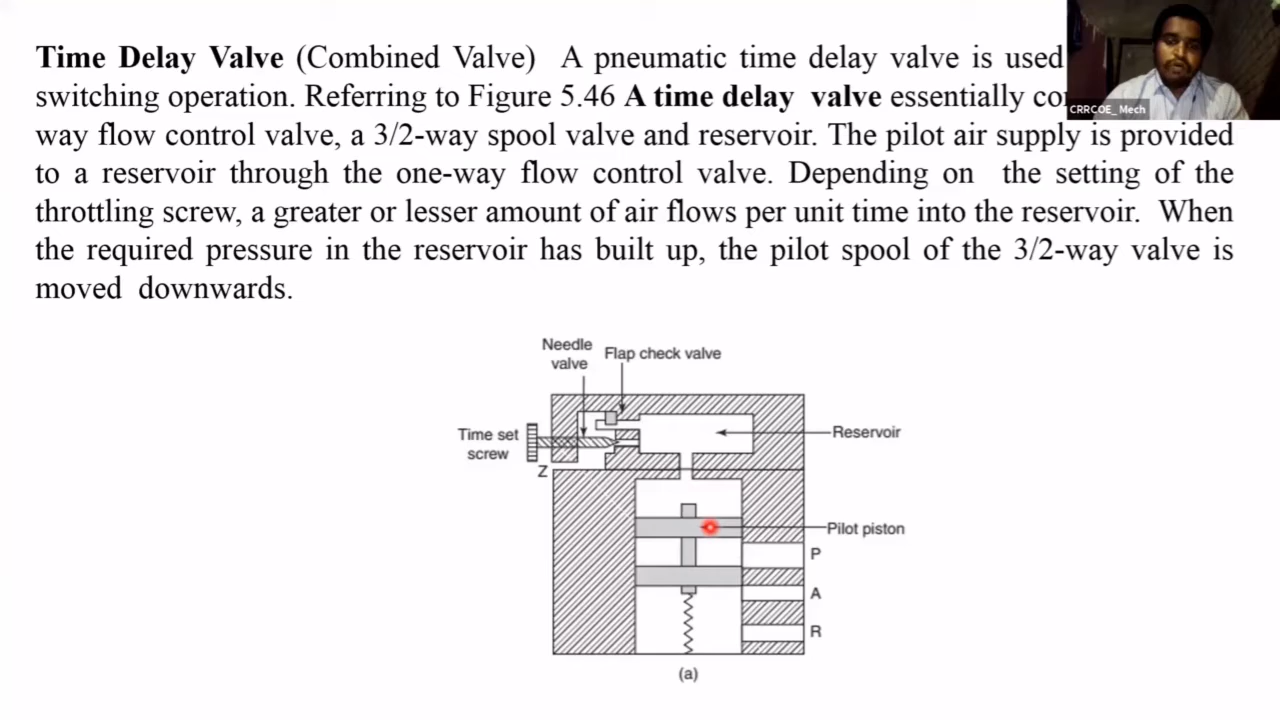 Time Delay Valve (Combined Valve) A pneumatic time delay valve is used
switching operation. Referring to Figure 5.46 A time delay valve essentially
way flow control valve, a 3/2-way spool valve and reservoir. The pilot air supply is provided
to a reservoir through the one-way flow control valve. Depending on the setting of the
throttling screw, a greater or lesser amount of air flows per unit time into the reservoir. When
the required pressure in the reservoir has built up, the pilot spool of the 3/2-way valve is
moved downwards.
CRRCOE_ Mech
Needle
valve
Flap check valve
Time set
screw
Z
Reservoir
Pilot piston
P
A
R
(a)